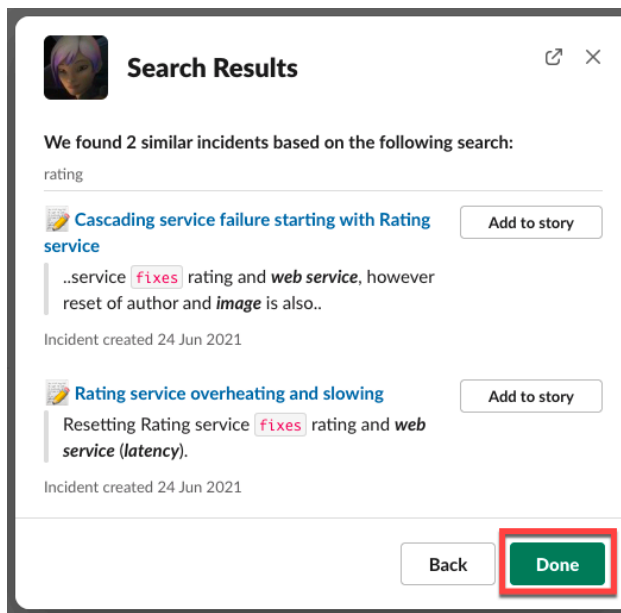 Search Results
We found 2 similar incidents based on the following search:
rating
Cascading service failure starting with Rating
service
Add to story
..service fixes rating and web service, however
reset of author and image is also..
Incident created 24 Jun 2021
Rating service overheating and slowing
Add to story
Resetting Rating service fixes rating and web
service (latency).
Incident created 24 Jun 2021
Back
Done